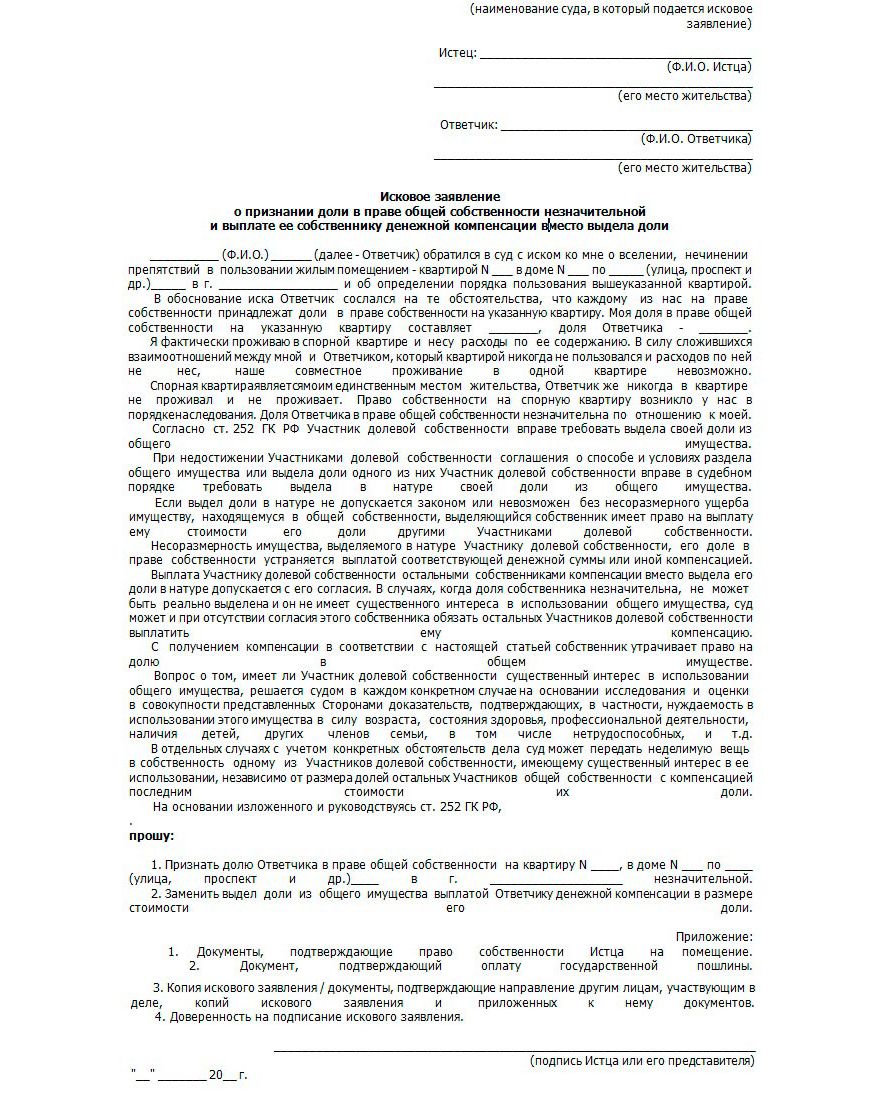 (наименование суда, в который подается исковое
заявление)
Истец: ____________________________________
(Ф.И.О. Истца)
__________________________________________
(его место жительства)
Ответчик: _________________________________
(Ф.И.О. Ответчика)
__________________________________________
(его место жительства)
Исковое заявление
о признании доли в праве общей собственности незначительной
и выплате ее собственнику денежной компенсации вместо выдела доли
_________ (Ф.И.О.) ______ (далее - Ответчик) обратился в суд с иском ко мне о вселении, нечинении
препятствий в пользовании жилым помещением - квартирой N ___ в доме N ___ по _____ (улица, проспект и
др.)_____ в г. _________________ и об определении порядка пользования вышеуказанной квартирой.
В обоснование иска Ответчик сослался на те обстоятельства, что каждому из нас на праве
собственности принадлежат доли в праве собственности на указанную квартиру. Моя доля в праве общей
собственности на указанную квартиру составляет _______, доля Ответчика - _______.
Я фактически проживаю в спорной квартире и несу расходы по ее содержанию. В силу сложившихся
взаимоотношений между мной и Ответчиком, который квартирой никогда не пользовался и расходов по ней
не нес, наше совместное проживание в одной квартире невозможно.
Спорная квартираявляетсямоим единственным местом жительства, Ответчик же никогда в квартире
не проживал и не проживает. Право собственности на спорную квартиру возникло у нас в
порядкенаследования. Доля Ответчика в праве общей собственности незначительна по отношению к моей.
Согласно ст. 252 ГК РФ Участник долевой собственности вправе требовать выдела своей доли из
общего имущества.
При недостижении Участниками долевой собственности соглашения о способе и условиях раздела
общего имущества или выдела доли одного из них Участник долевой собственности вправе в судебном
порядке требовать выдела в натуре своей доли из общего имущества.
Если выдел доли в натуре не допускается законом или невозможен без несоразмерного ущерба
имуществу, находящемуся в общей собственности, выделяющийся собственник имеет право на выплату
ему стоимости его доли другими Участниками долевой собственности.
Несоразмерность имущества, выделяемого в натуре Участнику долевой собственности, его доле в
праве собственности устраняется выплатой соответствующей денежной суммы или иной компенсацией.
Выплата Участнику долевой собственности остальными собственниками компенсации вместо выдела его
доли в натуре допускается с его согласия. В случаях, когда доля собственника незначительна, не может
быть реально выделена и он не имеет существенного интереса в использовании общего имущества, суд
может и при отсутствии согласия этого собственника обязать остальных Участников долевой собственности
выплатить ему компенсацию.
С получением компенсации в соответствии с настоящей статьей собственник утрачивает право на
долю в общем имуществе.
Вопрос о том, имеет ли Участник долевой собственности существенный интерес в использовании
общего имущества, решается судом в каждом конкретном случае на основании исследования и оценки
в совокупности представленных Сторонами доказательств, подтверждающих, в частности, нуждаемость в
использовании этого имущества в силу возраста, состояния здоровья, профессиональной деятельности,
наличия детей, других членов семьи, в том числе нетрудоспособных, и т.д.
В отдельных случаях с учетом конкретных обстоятельств дела суд может передать неделимую вещь
в собственность одному из Участников долевой собственности, имеющему существенный интерес в ее
использовании, независимо от размера долей остальных Участников общей собственности с компенсацией
последним стоимости их доли.
На основании изложенного и руководствуясь ст. 252 ГК РФ,
.
прошу:
1. Признать долю Ответчика в праве общей собственности на квартиру N ____, в доме N ___ по ____
(улица, проспект и др.)____ в г. ___________________ незначительной.
2. Заменить выдел доли из общего имущества выплатой Ответчику денежной компенсации в размере
стоимости его доли.
Приложение:
1. Документы, подтверждающие право собственности Истца на помещение.
2. Документ, подтверждающий оплату государственной пошлины.
3. Копия искового заявления / документы, подтверждающие направление другим лицам, участвующим в
деле, копий искового заявления и приложенных к нему документов.
4. Доверенность на подписание искового заявления.
____________________________________________________________
(подпись Истца или его представителя)
"__" _______ 20__ г.